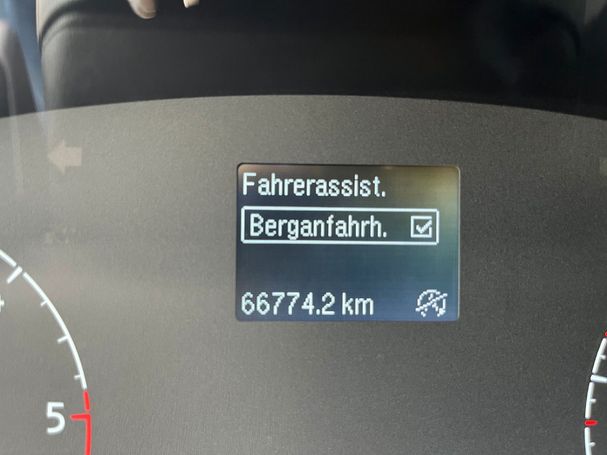 Fahrerassist.
Berganfahrh.
66774.2 km
5